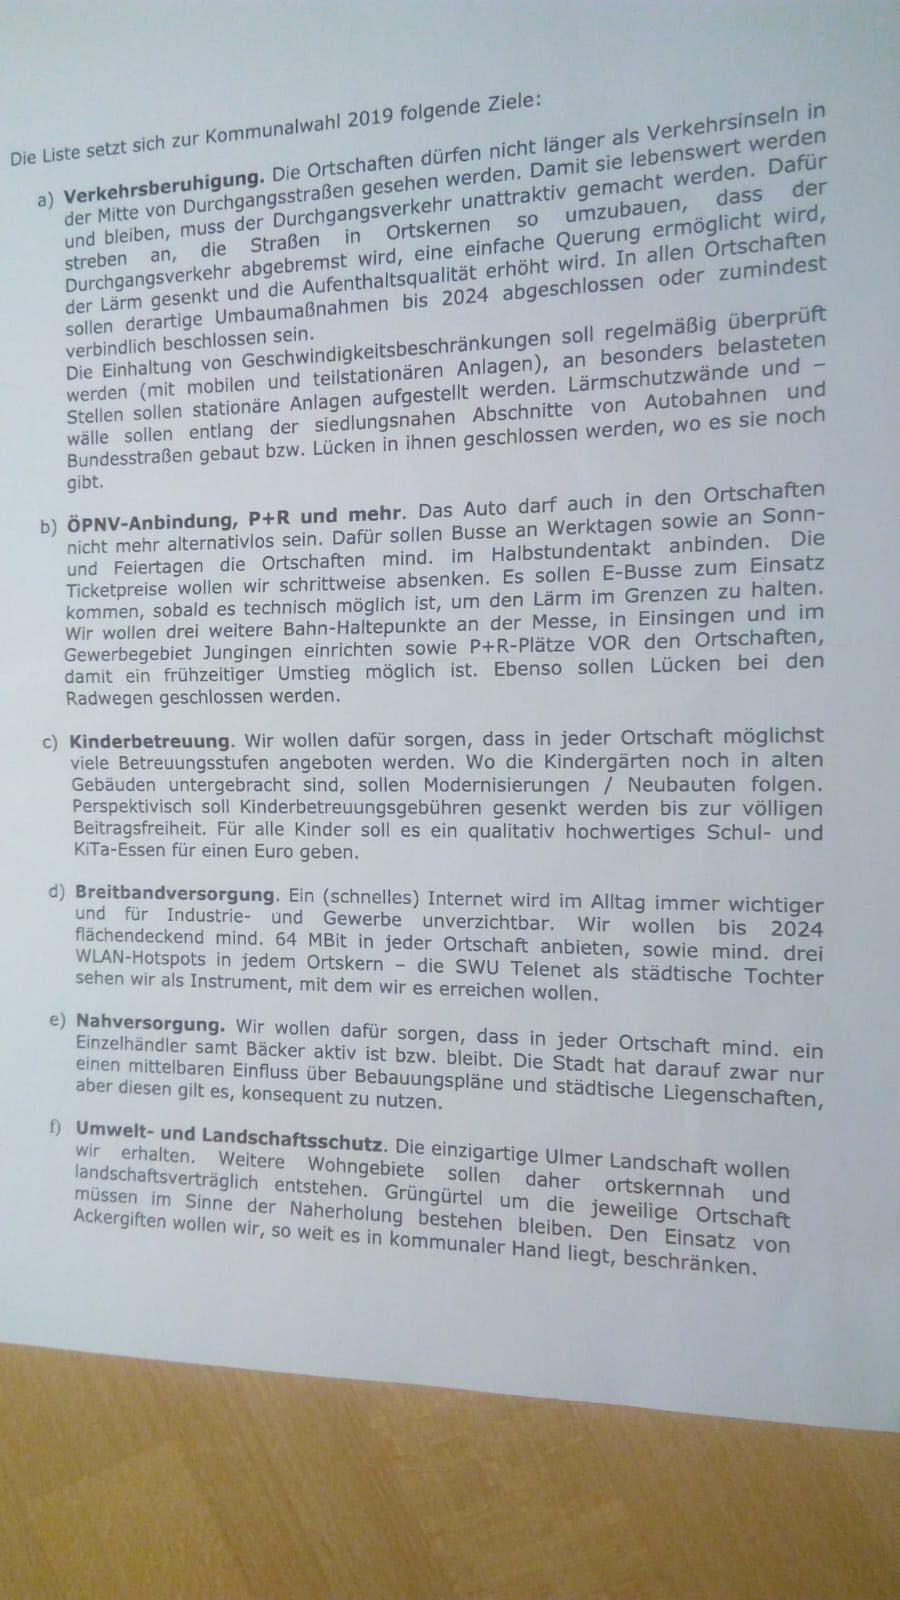 Die Liste setzt sich zur Kommunalwahl 2019 folgende Ziele:
a) Verkehrsberuhigung. Die Ortschaften dürfen nicht länger als Verkehrsinseln in
der Mitte von Durchgangsstraßen gesehen werden. Damit sie lebenswert werden
und bleiben, muss der Durchgangsverkehr unattraktiv gemacht werden. Dafür
streben an, die Straßen in Ortskernen so umzubauen, dass der
Durchgangsverkehr abgebremst wird, eine einfache Querung ermöglicht wird,
der Lärm gesenkt und die Aufenthaltsqualität erhöht wird. In allen Ortschaften
sollen derartige Umbaumaßnahmen bis 2024 abgeschlossen oder zumindest
verbindlich beschlossen sein.
Die Einhaltung von Geschwindigkeitsbeschränkungen soll regelmäßig überprüft
werden (mit mobilen und teilstationären Anlagen), an besonders belasteten
Stellen sollen stationäre Anlagen aufgestellt werden. Lärmschutzwände und –
wälle sollen entlang der siedlungsnahen Abschnitte von Autobahnen und
Bundesstraßen gebaut bzw. Lücken in ihnen geschlossen werden, wo es sie noch
gibt.
b) ÖPNV-Anbindung, P+R und mehr. Das Auto darf auch in den Ortschaften
nicht mehr alternativlos sein. Dafür sollen Busse an Werktagen sowie an Sonn-
und Feiertagen die Ortschaften mind. im Halbstundentakt anbinden. Die
Ticketpreise wollen wir schrittweise absenken. Es sollen E-Busse zum Einsatz
kommen, sobald es technisch möglich ist, um den Lärm im Grenzen zu halten.
Wir wollen drei weitere Bahn-Haltepunkte an der Messe, in Einsingen und im
Gewerbegebiet Jungingen einrichten sowie P+R-Plätze VOR den Ortschaften,
damit ein frühzeitiger Umstieg möglich ist. Ebenso sollen Lücken bei den
Radwegen geschlossen werden.
c) Kinderbetreuung. Wir wollen dafür sorgen, dass in jeder Ortschaft möglichst
viele Betreuungsstufen angeboten werden. Wo die Kindergärten noch in alten
Gebäuden untergebracht sind, sollen Modernisierungen / Neubauten folgen.
Perspektivisch soll Kinderbetreuungsgebühren gesenkt werden bis zur völligen
Beitragsfreiheit. Für alle Kinder soll es ein qualitativ hochwertiges Schul- und
KiTa-Essen für einen Euro geben.
d) Breitbandversorgung. Ein (schnelles) Internet wird im Alltag immer wichtiger
und für Industrie- und Gewerbe unverzichtbar. Wir wollen bis 2024
flächendeckend mind. 64 MBit in jeder Ortschaft anbieten, sowie mind. drei
WLAN-Hotspots in jedem Ortskern – die SWU Telenet als städtische Tochter
sehen wir als Instrument, mit dem wir es erreichen wollen.
e) Nahversorgung. Wir wollen dafür sorgen, dass in jeder Ortschaft mind. ein
Einzelhändler samt Bäcker aktiv ist bzw. bleibt. Die Stadt hat darauf zwar nur
einen mittelbaren Einfluss über Bebauungspläne und städtische Liegenschaften,
aber diesen gilt es, konsequent zu nutzen.
f) Umwelt- und Landschaftsschutz. Die einzigartige Ulmer Landschaft wollen
wir erhalten. Weitere Wohngebiete sollen daher ortskernnah und
landschaftsverträglich entstehen. Grüngürtel um die jeweilige Ortschaft
müssen im Sinne der Naherholung bestehen bleiben. Den Einsatz von
Ackergiften wollen wir, so weit es in kommunaler Hand liegt, beschränken.